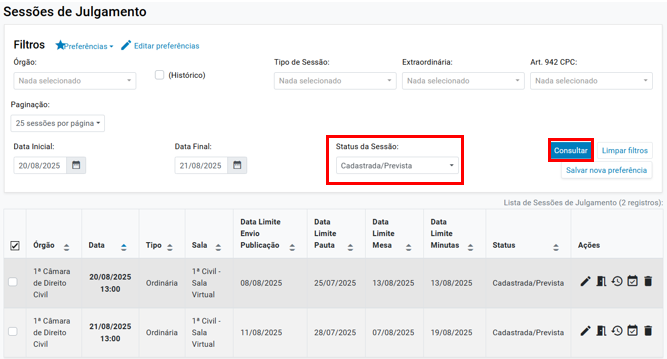 Sessões de Julgamento
Filtros Preferências Editar preferências
Órgão: Tipo de Sessão: Extraordinária: Art. 942 CPC:
Nada selecionado (Histórico) Nada selecionado Nada selecionado Nada selecionado
Paginação:
25 sessões por página
Data Inicial: Data Final: Status da Sessão:
20/08/2025 21/08/2025 Cadastrada/Prevista Consultar Limpar filtros
Salvar nova preferência
Lista de Sessões de Julgamento (2 registros):
Órgão Data Tipo Sala Data Limite Envio Publicação Data Limite Pauta Data Limite Mesa Data Limite Minutas Status Ações
1ª Câmara de Direito Civil 20/08/2025 13:00 Ordinária 1ª Civil - Sala Virtual 08/08/2025 25/07/2025 13/08/2025 13/08/2025 Cadastrada/Prevista
1ª Câmara de Direito Civil 21/08/2025 13:00 Ordinária 1ª Civil - Sala Virtual 11/08/2025 28/07/2025 07/08/2025 19/08/2025 Cadastrada/Prevista